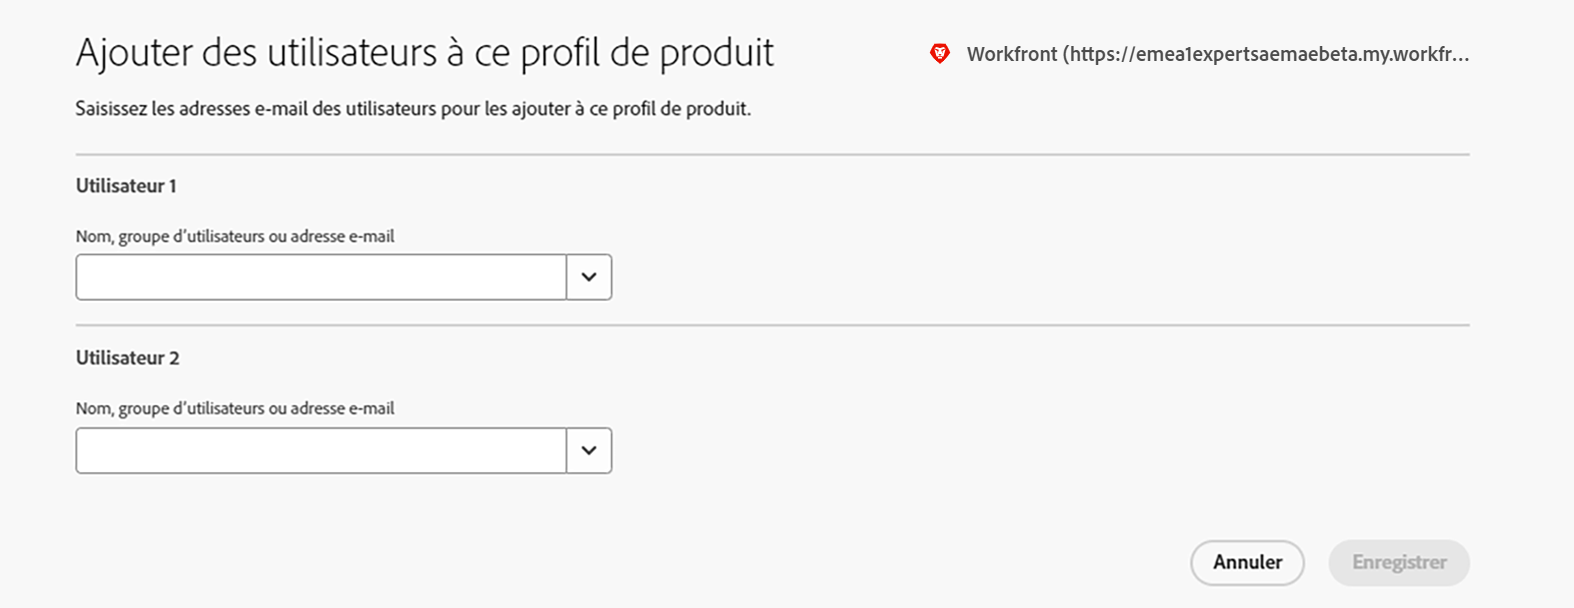 Ajouter des utilisateurs à ce profil de produit
Workfront (https://emea1expertsaemaebeta.my.workfr...
Saisissez les adresses e-mail des utilisateurs pour les ajouter à ce profil de produit.
Utilisateur 1
Nom, groupe d'utilisateurs ou adresse e-mail
Utilisateur 2
Nom, groupe d'utilisateurs ou adresse e-mail
Annuler
Enregistrer